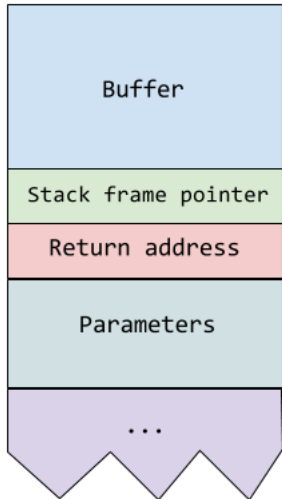 Buffer
Stack frame pointer
Return address
Parameters
...